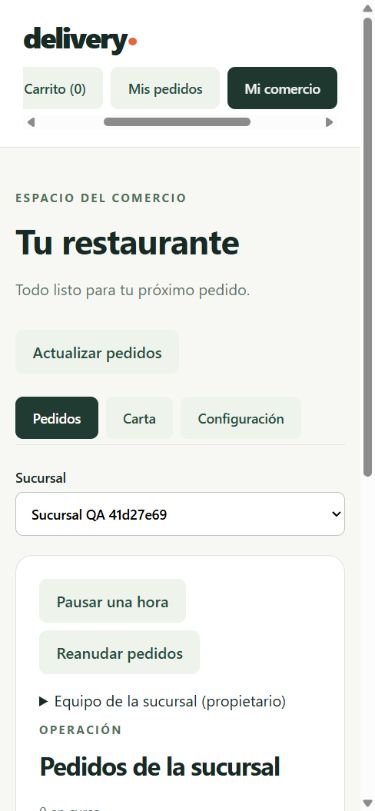 delivery
Carrito (0)
Mis pedidos
Mi comercio
ESPACIO DEL COMERCIO
Tu restaurante
Todo listo para tu próximo pedido.
Actualizar pedidos
Pedidos
Carta
Configuración
Sucursal
Sucursal QA 41d27e69
Pausar una hora
Reanudar pedidos
Equipo de la sucursal (propietario)
OPERACIÓN
Pedidos de la sucursal